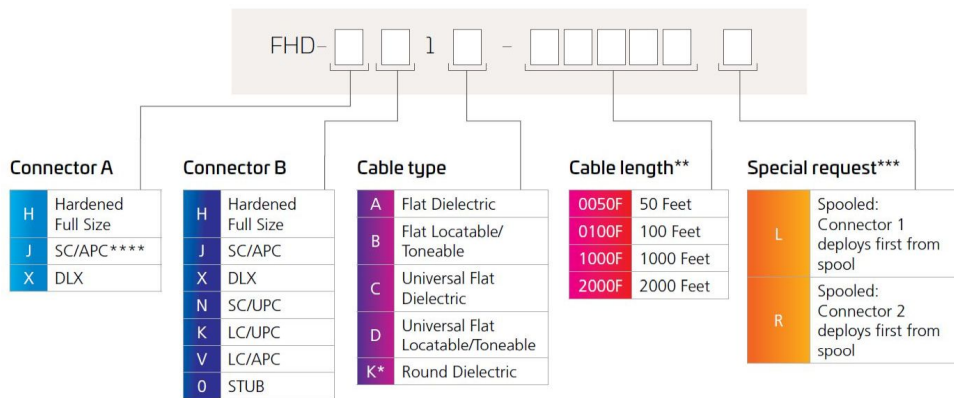 FHD- 1 -
Connector A
H Hardened
Full Size
J SC/APC****
X DLX
Connector B
H Hardened
Full Size
J SC/APC
X DLX
N SC/UPC
K LC/UPC
V LC/APC
0 STUB
Cable type
A Flat Dielectric
B Flat Locatable/
Toneable
C Universal Flat
Dielectric
D Universal Flat
Locatable/Toneable
K* Round Dielectric
Cable length**
0050F 50 Feet
0100F 100 Feet
1000F 1000 Feet
2000F 2000 Feet
Special request***
L Spooled:
Connector 1
deploys first from
spool
R Spooled:
Connector 2
deploys first from
spool